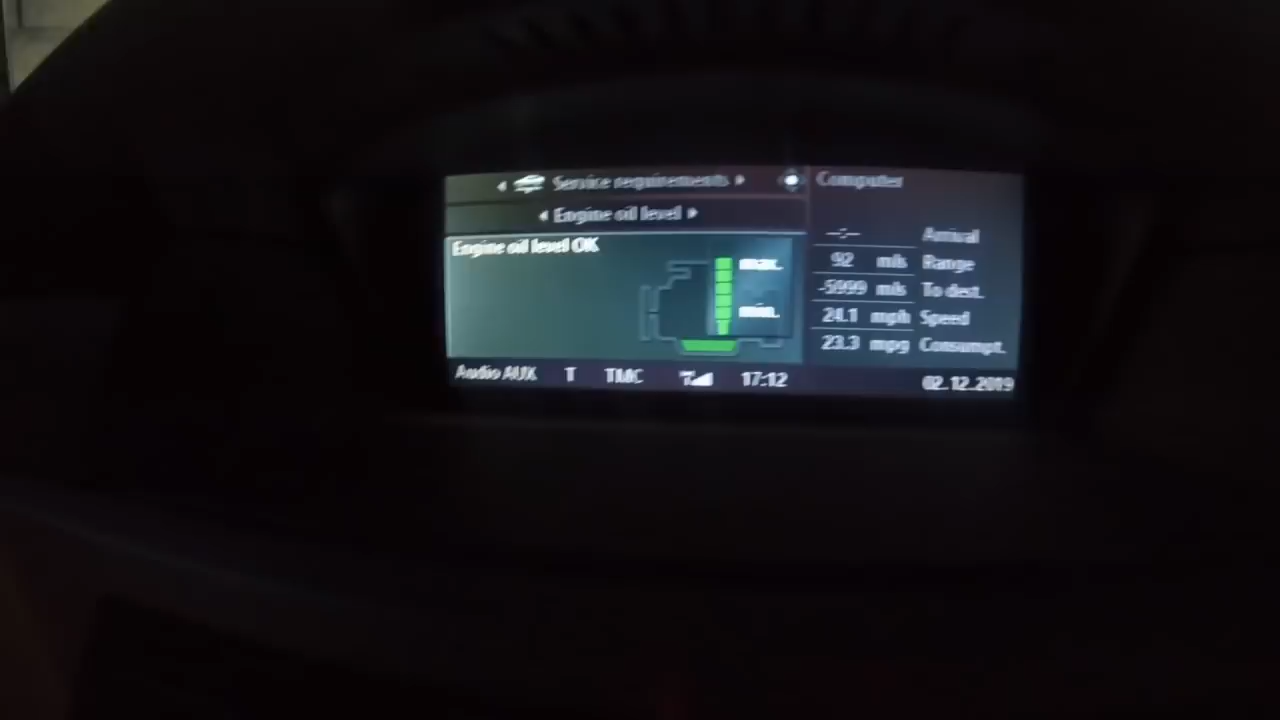 Service requirements
Engine oil level
Engine oil level OK
max.
min.
Audio AUX T TMC 17:12
Computer
--:-- Arrival
92 mls Range
-5999 mls To dest.
24.1 mph Speed
23.3 mpg Consumpt.
02.12.2019